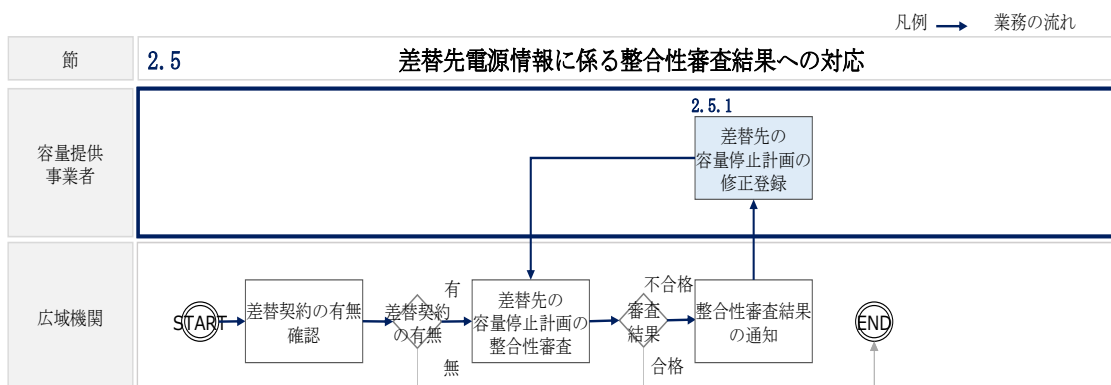 凡例 業務の流れ
節 2.5 差替先電源情報に係る整合性審査結果への対応
容量提供
事業者
2.5.1
差替先の
容量停止計画の
修正登録
広域機関
START
差替契約の有無
確認
差替契約
の有無
有
無
差替先の
容量停止計画の
整合性審査
審査
結果
不合格
合格
整合性審査結果
の通知
END